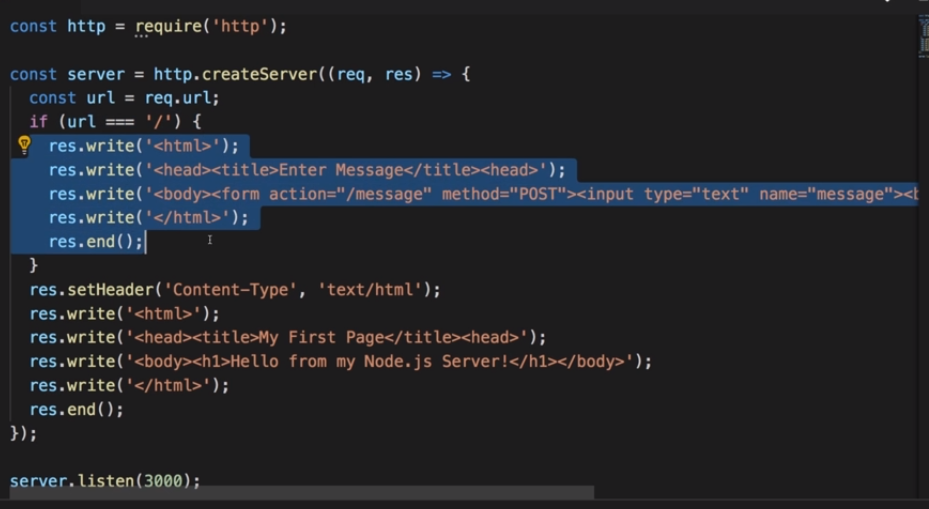 const http = require('http');
const server = http.createServer((req, res) => {
const url = req.url;
if (url === '/') {
res.write('<html>');
res.write('<head><title>Enter Message</title><head>');
res.write('<body><form action="/message" method="POST"><input type="text" name="message"><b
res.write('</html>');
res.end();
}
res.setHeader('Content-Type', 'text/html');
res.write('<html>');
res.write('<head><title>My First Page</title><head>');
res.write('<body><h1>Hello from my Node.js Server!</h1></body>');
res.write('</html>');
res.end();
});
server.listen(3000);